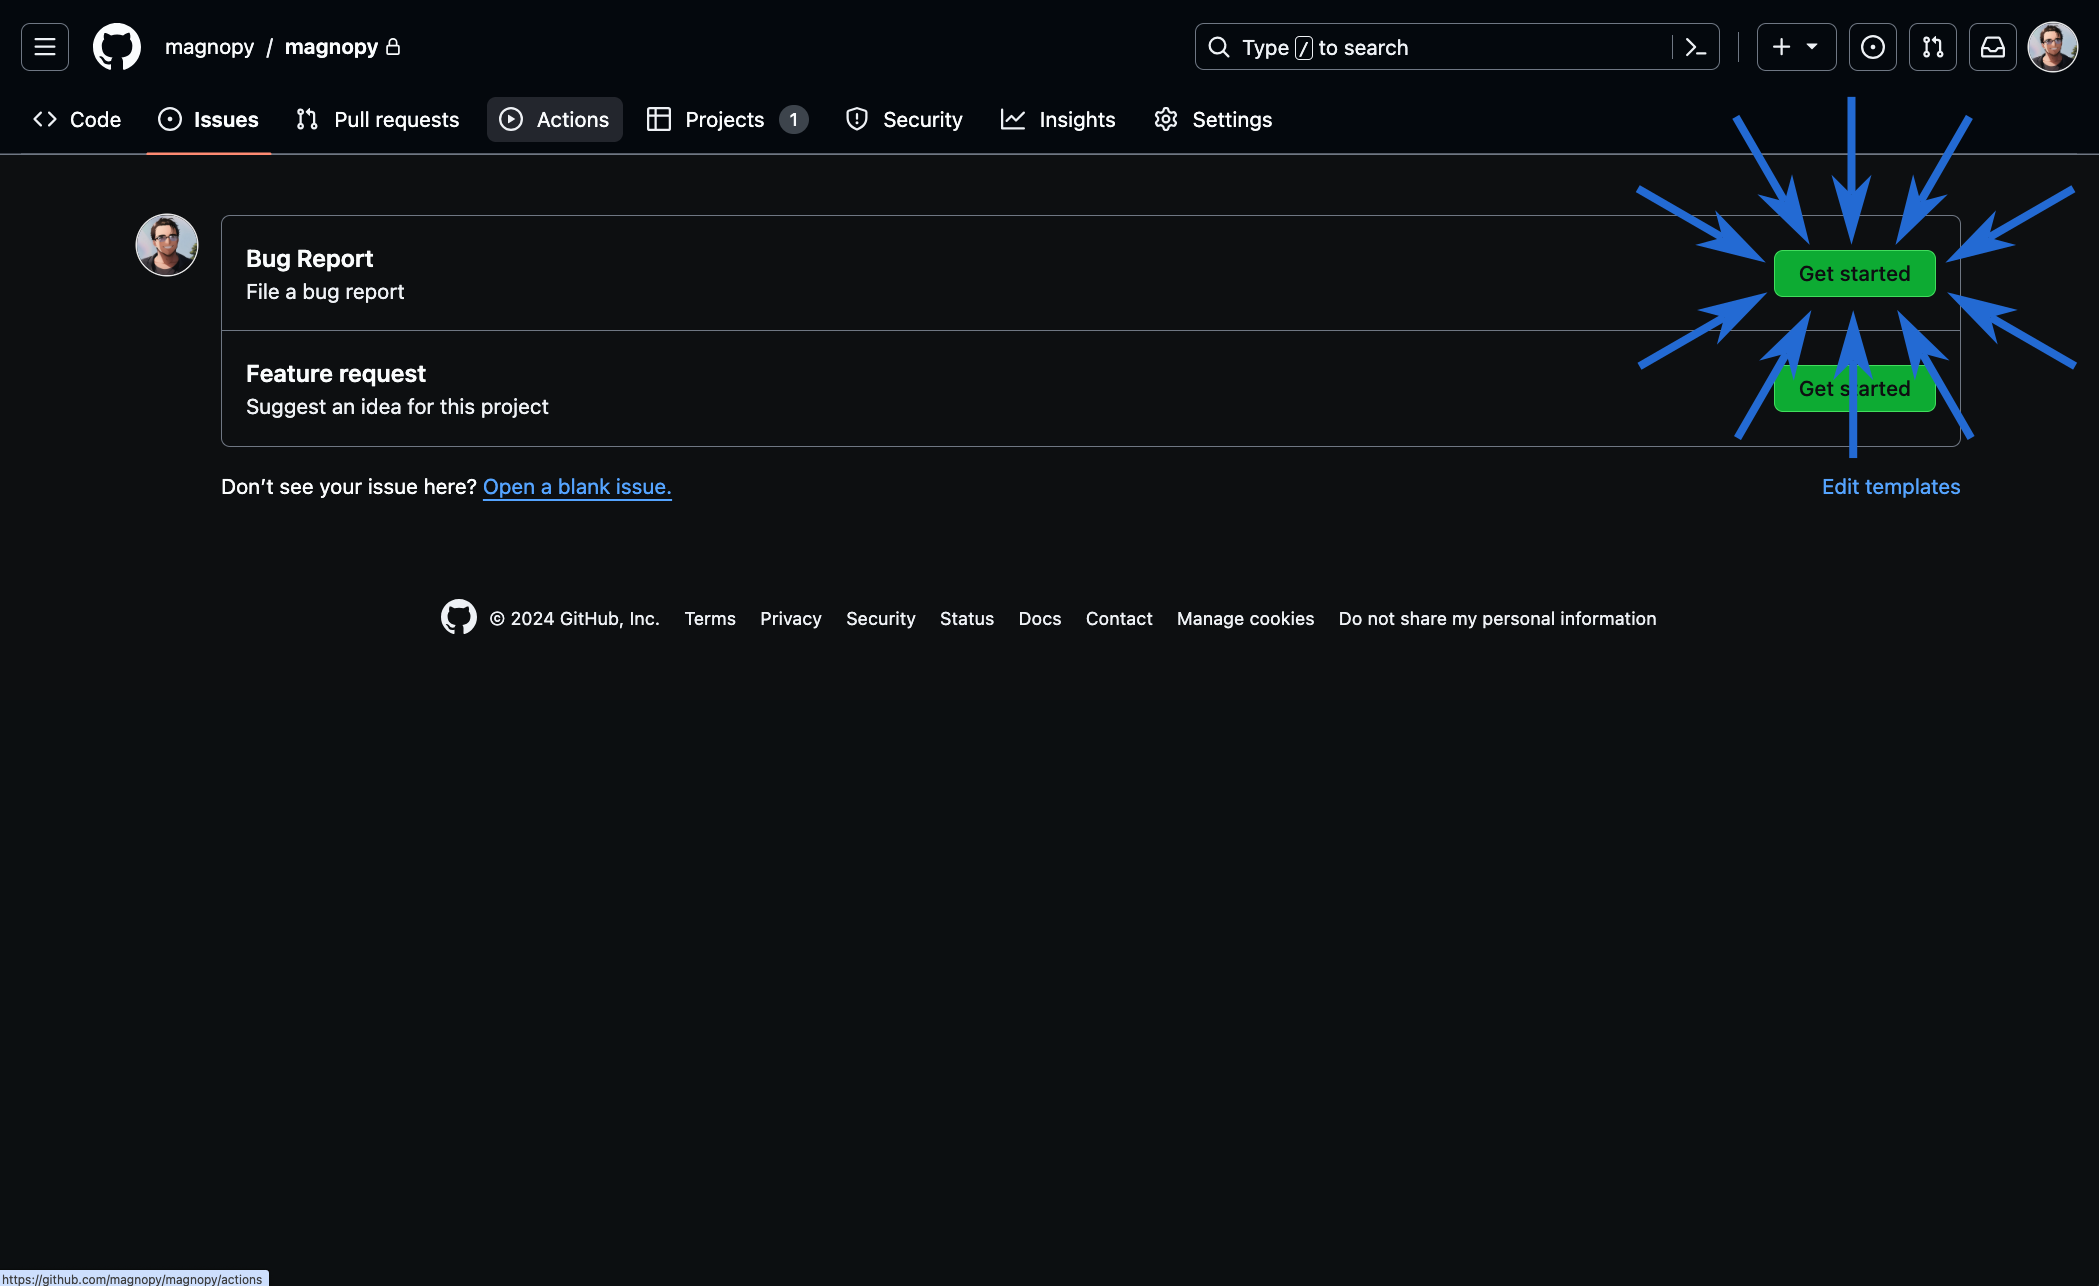 magnopy / magnopy
Type / to search
Code Issues Pull requests Actions Projects 1 Security Insights Settings
Bug Report
File a bug report
Get started
Feature request
Suggest an idea for this project
Get started
Don't see your issue here? Open a blank issue.
Edit templates
© 2024 GitHub, Inc. Terms Privacy Security Status Docs Contact Manage cookies Do not share my personal information
https://github.com/magnopy/magnopy/actions